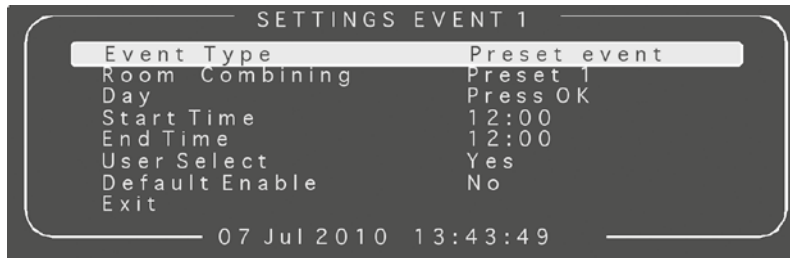 SETTINGS EVENT 1
Event Type Preset event
Room Combining Preset 1
Day Press OK
Start Time 12:00
End Time 12:00
User Select Yes
Default Enable No
Exit
07 Jul 2010 13:43:49